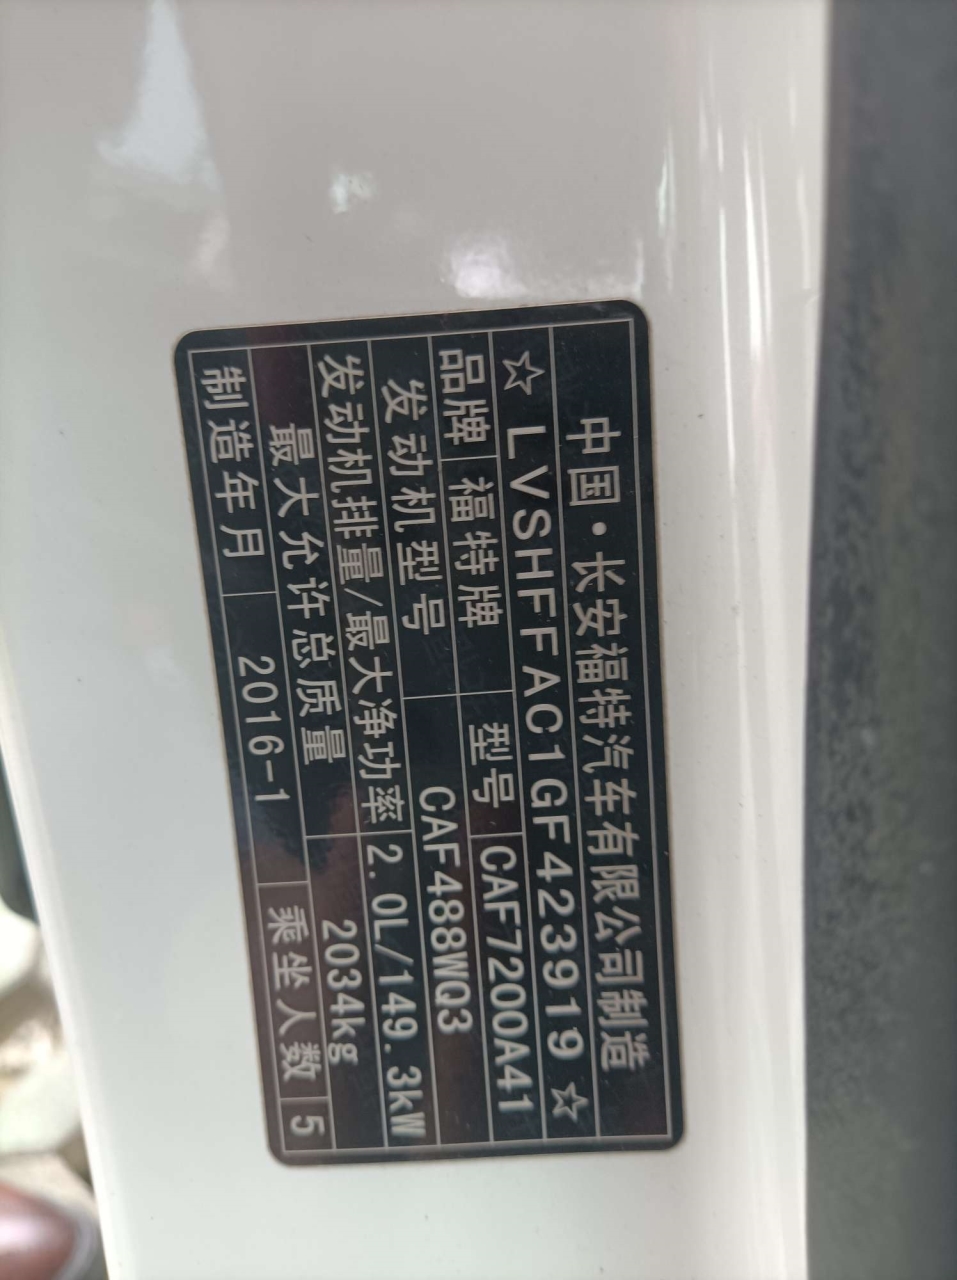 中国·长安福特汽车有限公司制造
☆ LVSHFFAC1GF423919 ☆
品牌 福特牌 型号 CAF7200A41
发动机型号 CAF488WQ3
发动机排量/最大净功率 2.0L/149.3kW
最大允许总质量 2034kg
制造年月 2016-1 乘坐人数 5